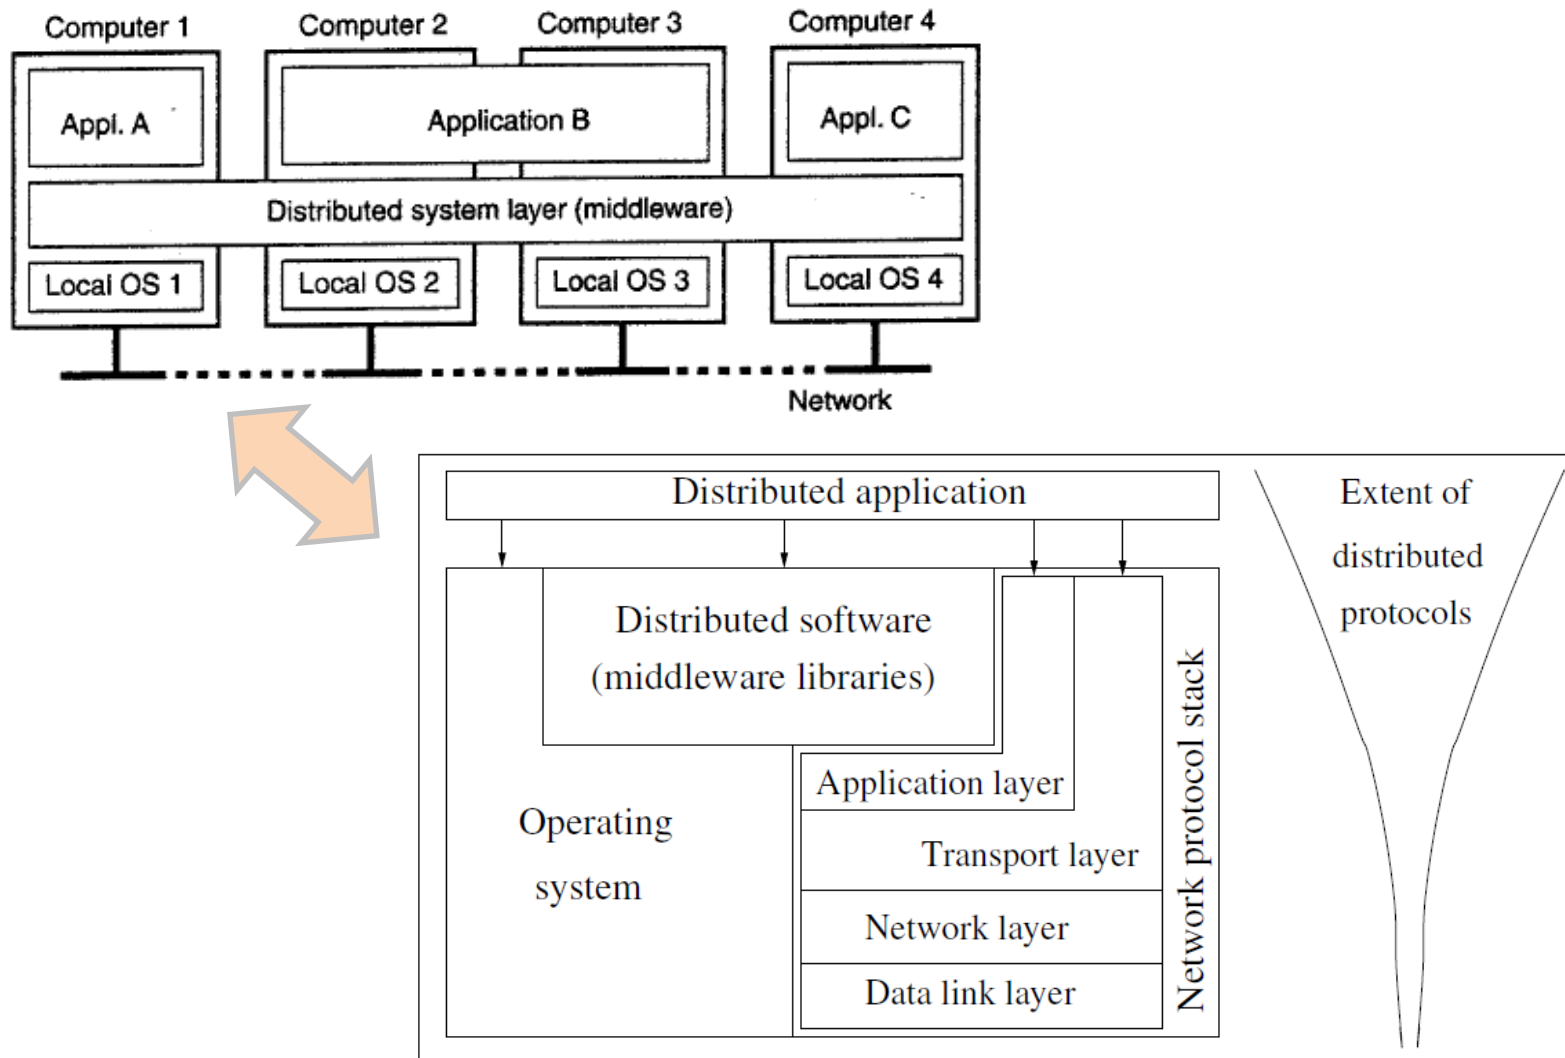 Computer 1
Computer 2
Computer 3
Computer 4
Appl. A
Application B
Appl. C
Distributed system layer (middleware)
Local OS 1
Local OS 2
Local OS 3
Local OS 4
Network
Distributed application
Extent of
distributed
protocols
Distributed software
(middleware libraries)
Network protocol stack
Application layer
Operating
system
Transport layer
Network layer
Data link layer